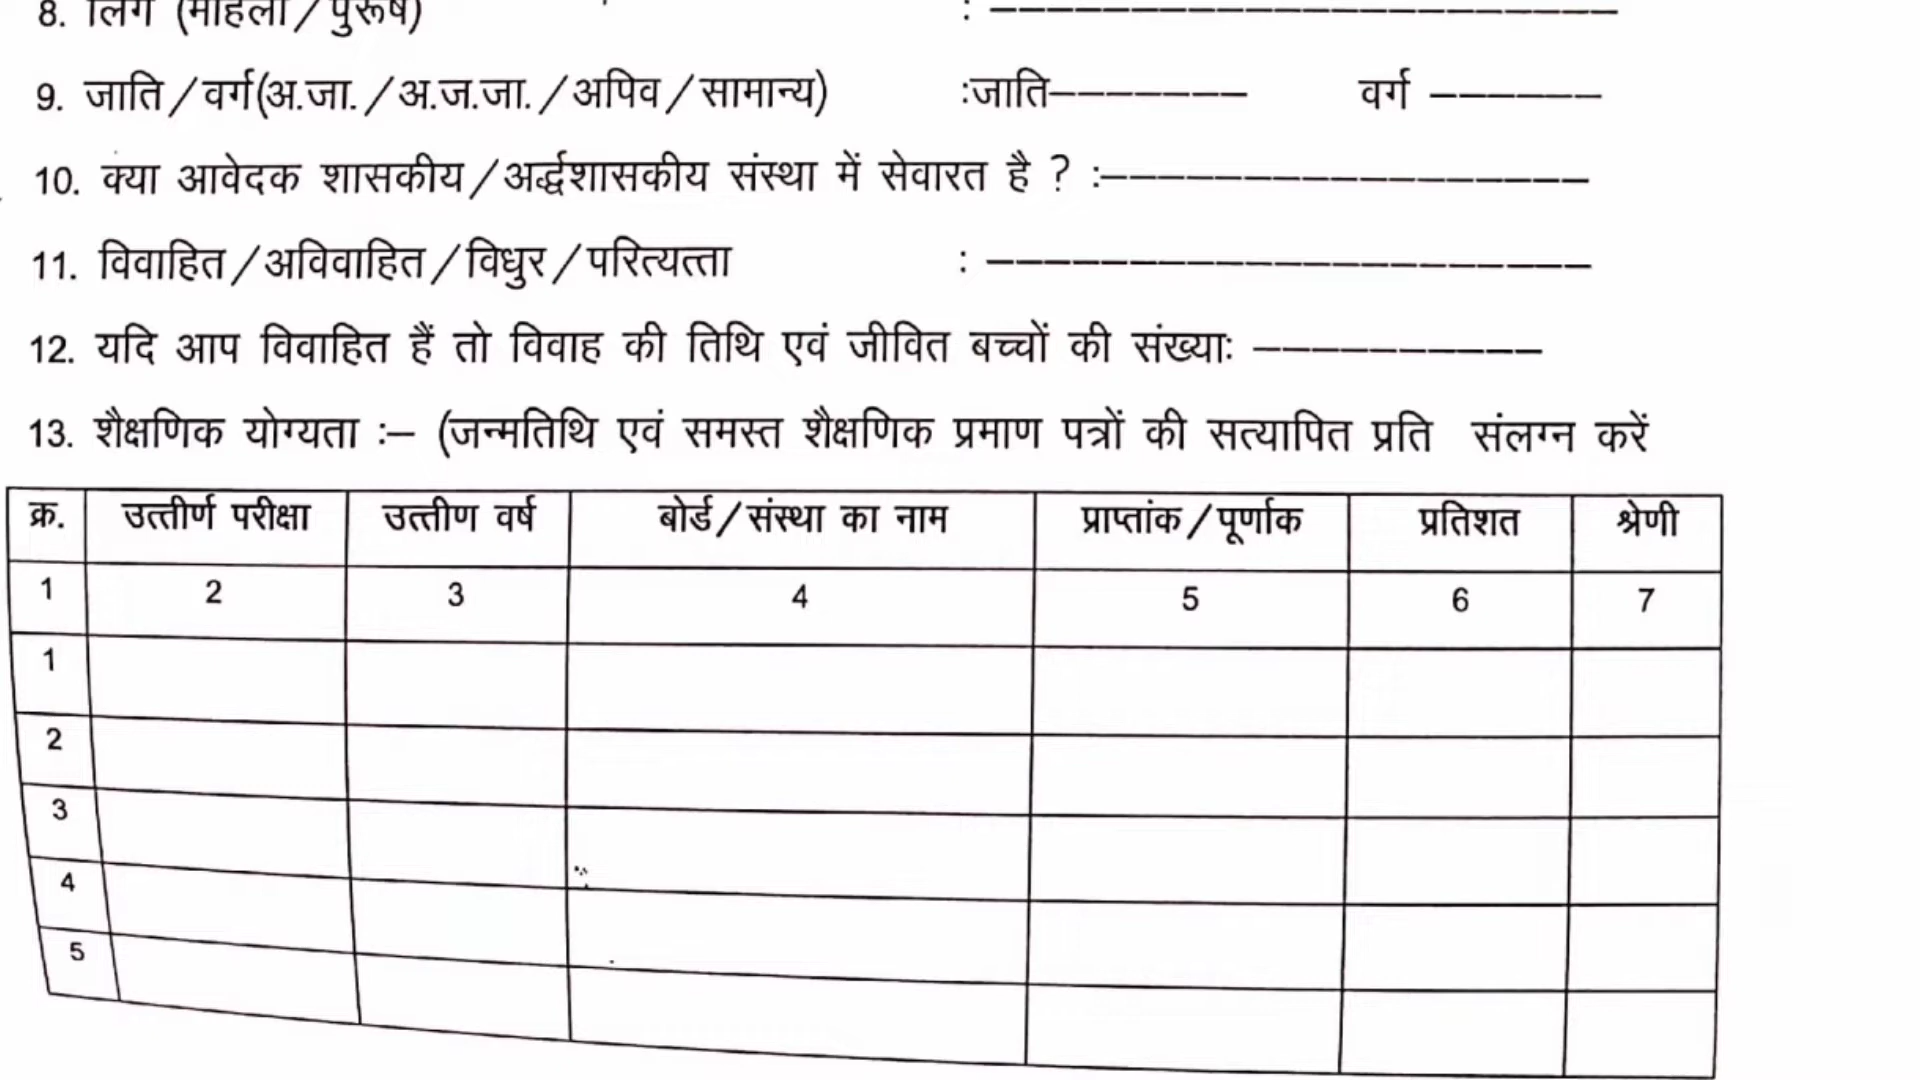 8. लिंग (महिला/पुरूष) : ----------------------
9. जाति/वर्ग(अ.जा./अ.ज.जा./अपिव/सामान्य) :जाति------- वर्ग ------
10. क्या आवेदक शासकीय/अर्द्धशासकीय संस्था में सेवारत है ? :-----------------
11. विवाहित/अविवाहित/विधुर/परित्यत्ता : ---------------------
12. यदि आप विवाहित हैं तो विवाह की तिथि एवं जीवित बच्चों की संख्याः ----------
13. शैक्षणिक योग्यता :– (जन्मतिथि एवं समस्त शैक्षणिक प्रमाण पत्रों की सत्यापित प्रति संलग्न करें
क्र. उत्तीर्ण परीक्षा उत्तीण वर्ष बोर्ड/संस्था का नाम प्राप्तांक/पूर्णाक प्रतिशत श्रेणी
1 2 3 4 5 6 7
1
2
3
4
5